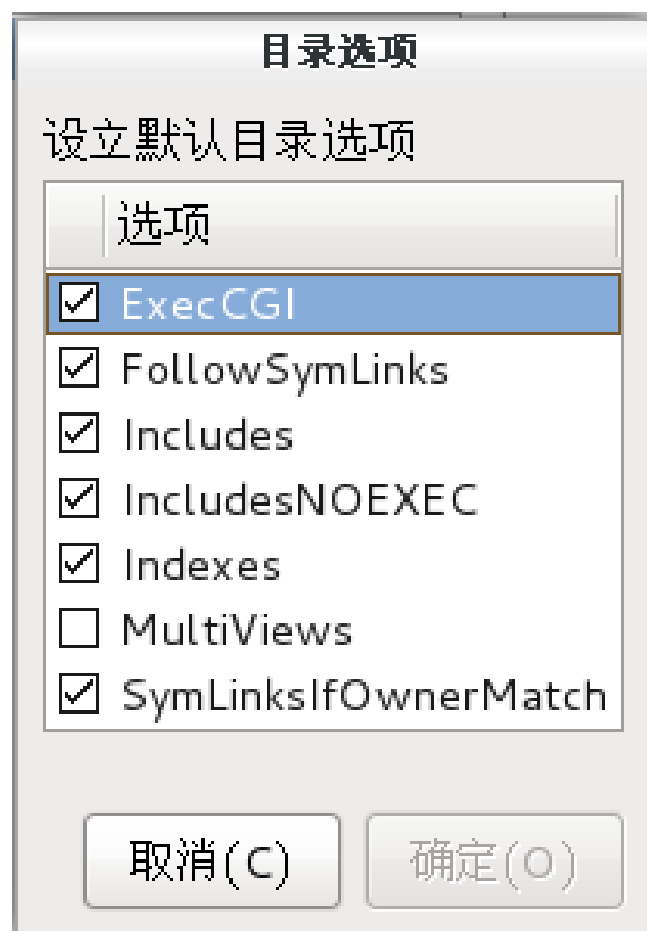 目录选项
设立默认目录选项
选项
ExecCGI
FollowSymLinks
Includes
IncludesNOEXEC
Indexes
MultiViews
SymLinksIfOwnerMatch
取消(C) 确定(O)